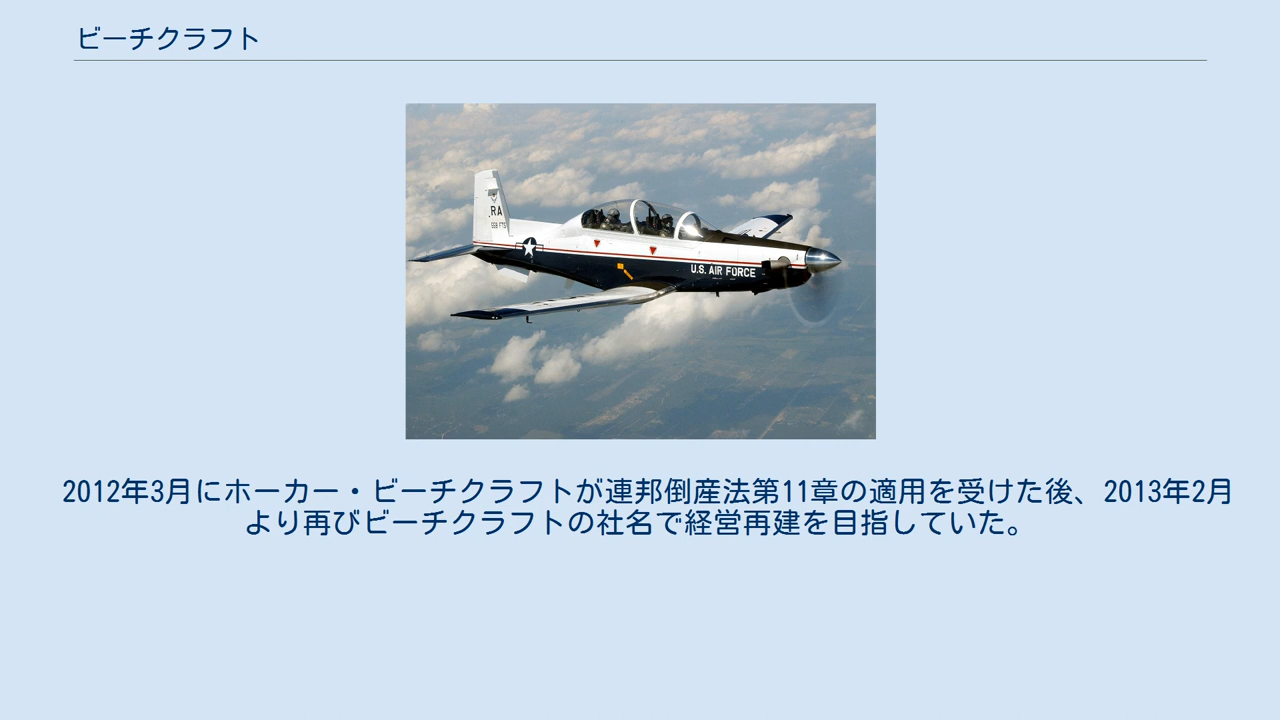 ビーチクラフト
RA
559 FTS
U.S. AIR FORCE
2012年3月にホーカー・ビーチクラフトが連邦倒産法第11章の適用を受けた後、2013年2月
より再びビーチクラフトの社名で経営再建を目指していた。